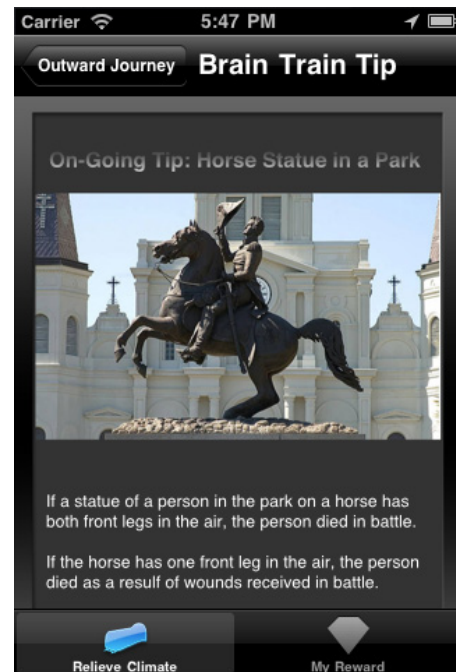 Carrier 5:47 PM
Outward Journey Brain Train Tip
On-Going Tip: Horse Statue in a Park
If a statue of a person in the park on a horse has
both front legs in the air, the person died in battle.
If the horse has one front leg in the air, the person
died as a resulf of wounds received in battle.
Relieve Climate My Reward